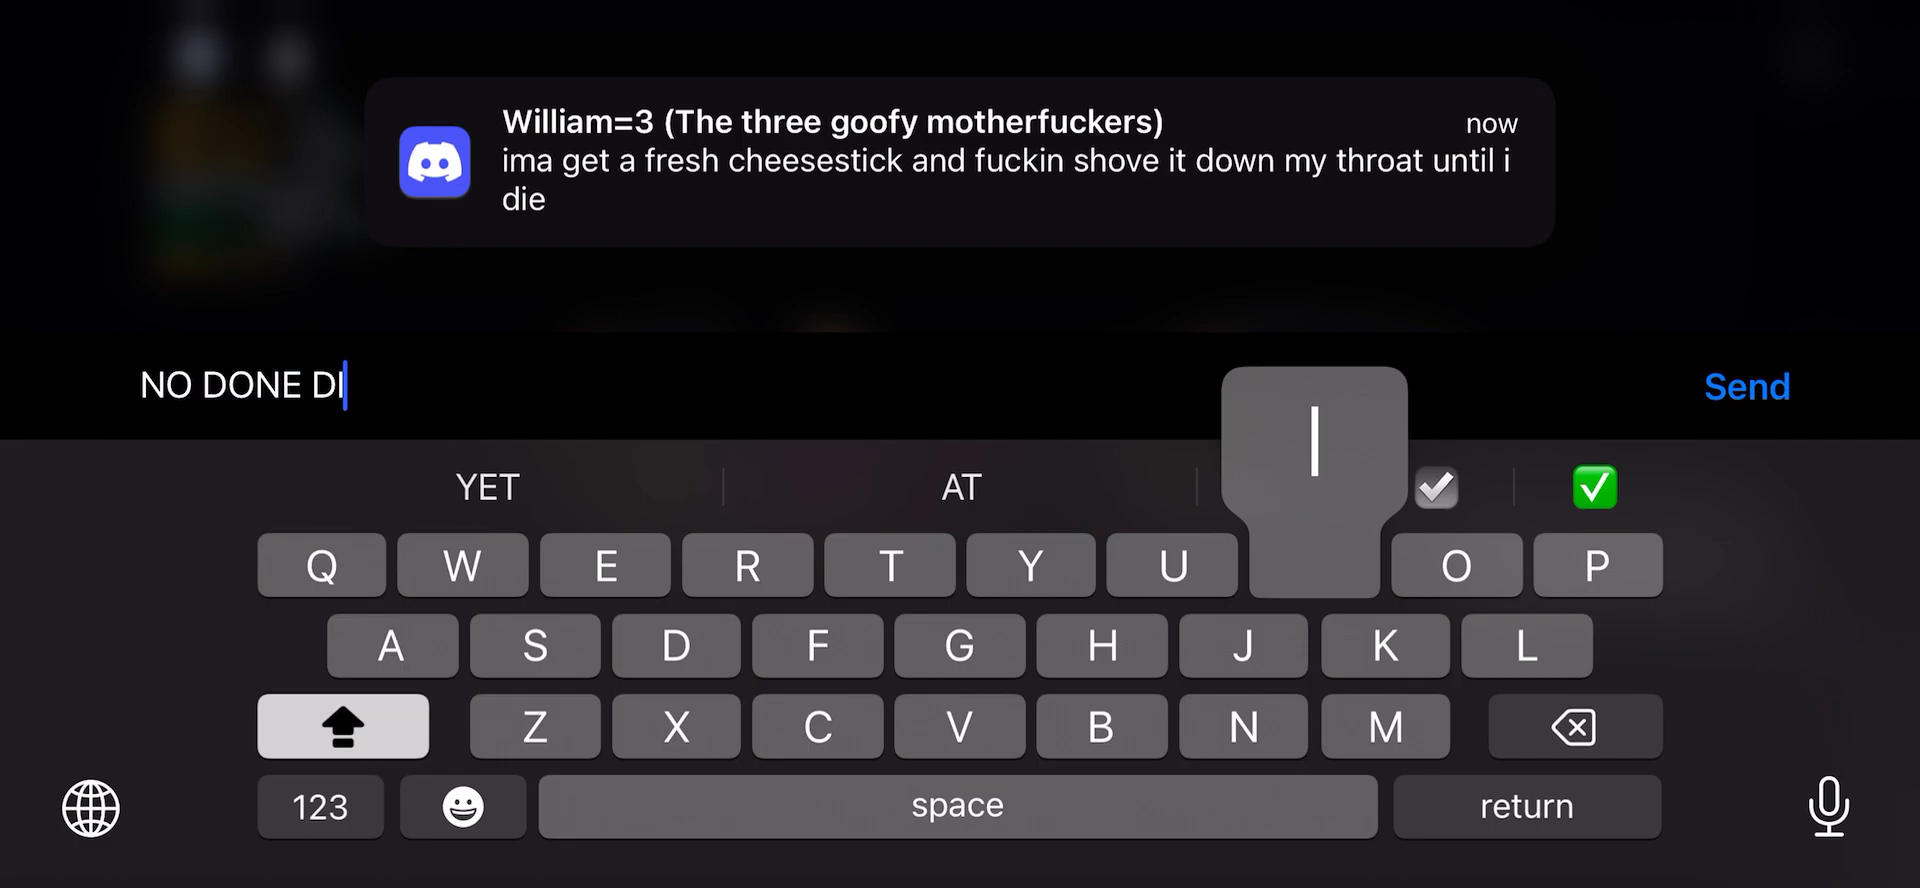 William=3 (The three goofy motherfuckers)
now
ima get a fresh cheesestick and fuckin shove it down my throat until i
die
NO DONE DI
Send
I
YET
AT
Q W E R T Y U O P
A S D F G H J K L
Z X C V B N M
123
space
return